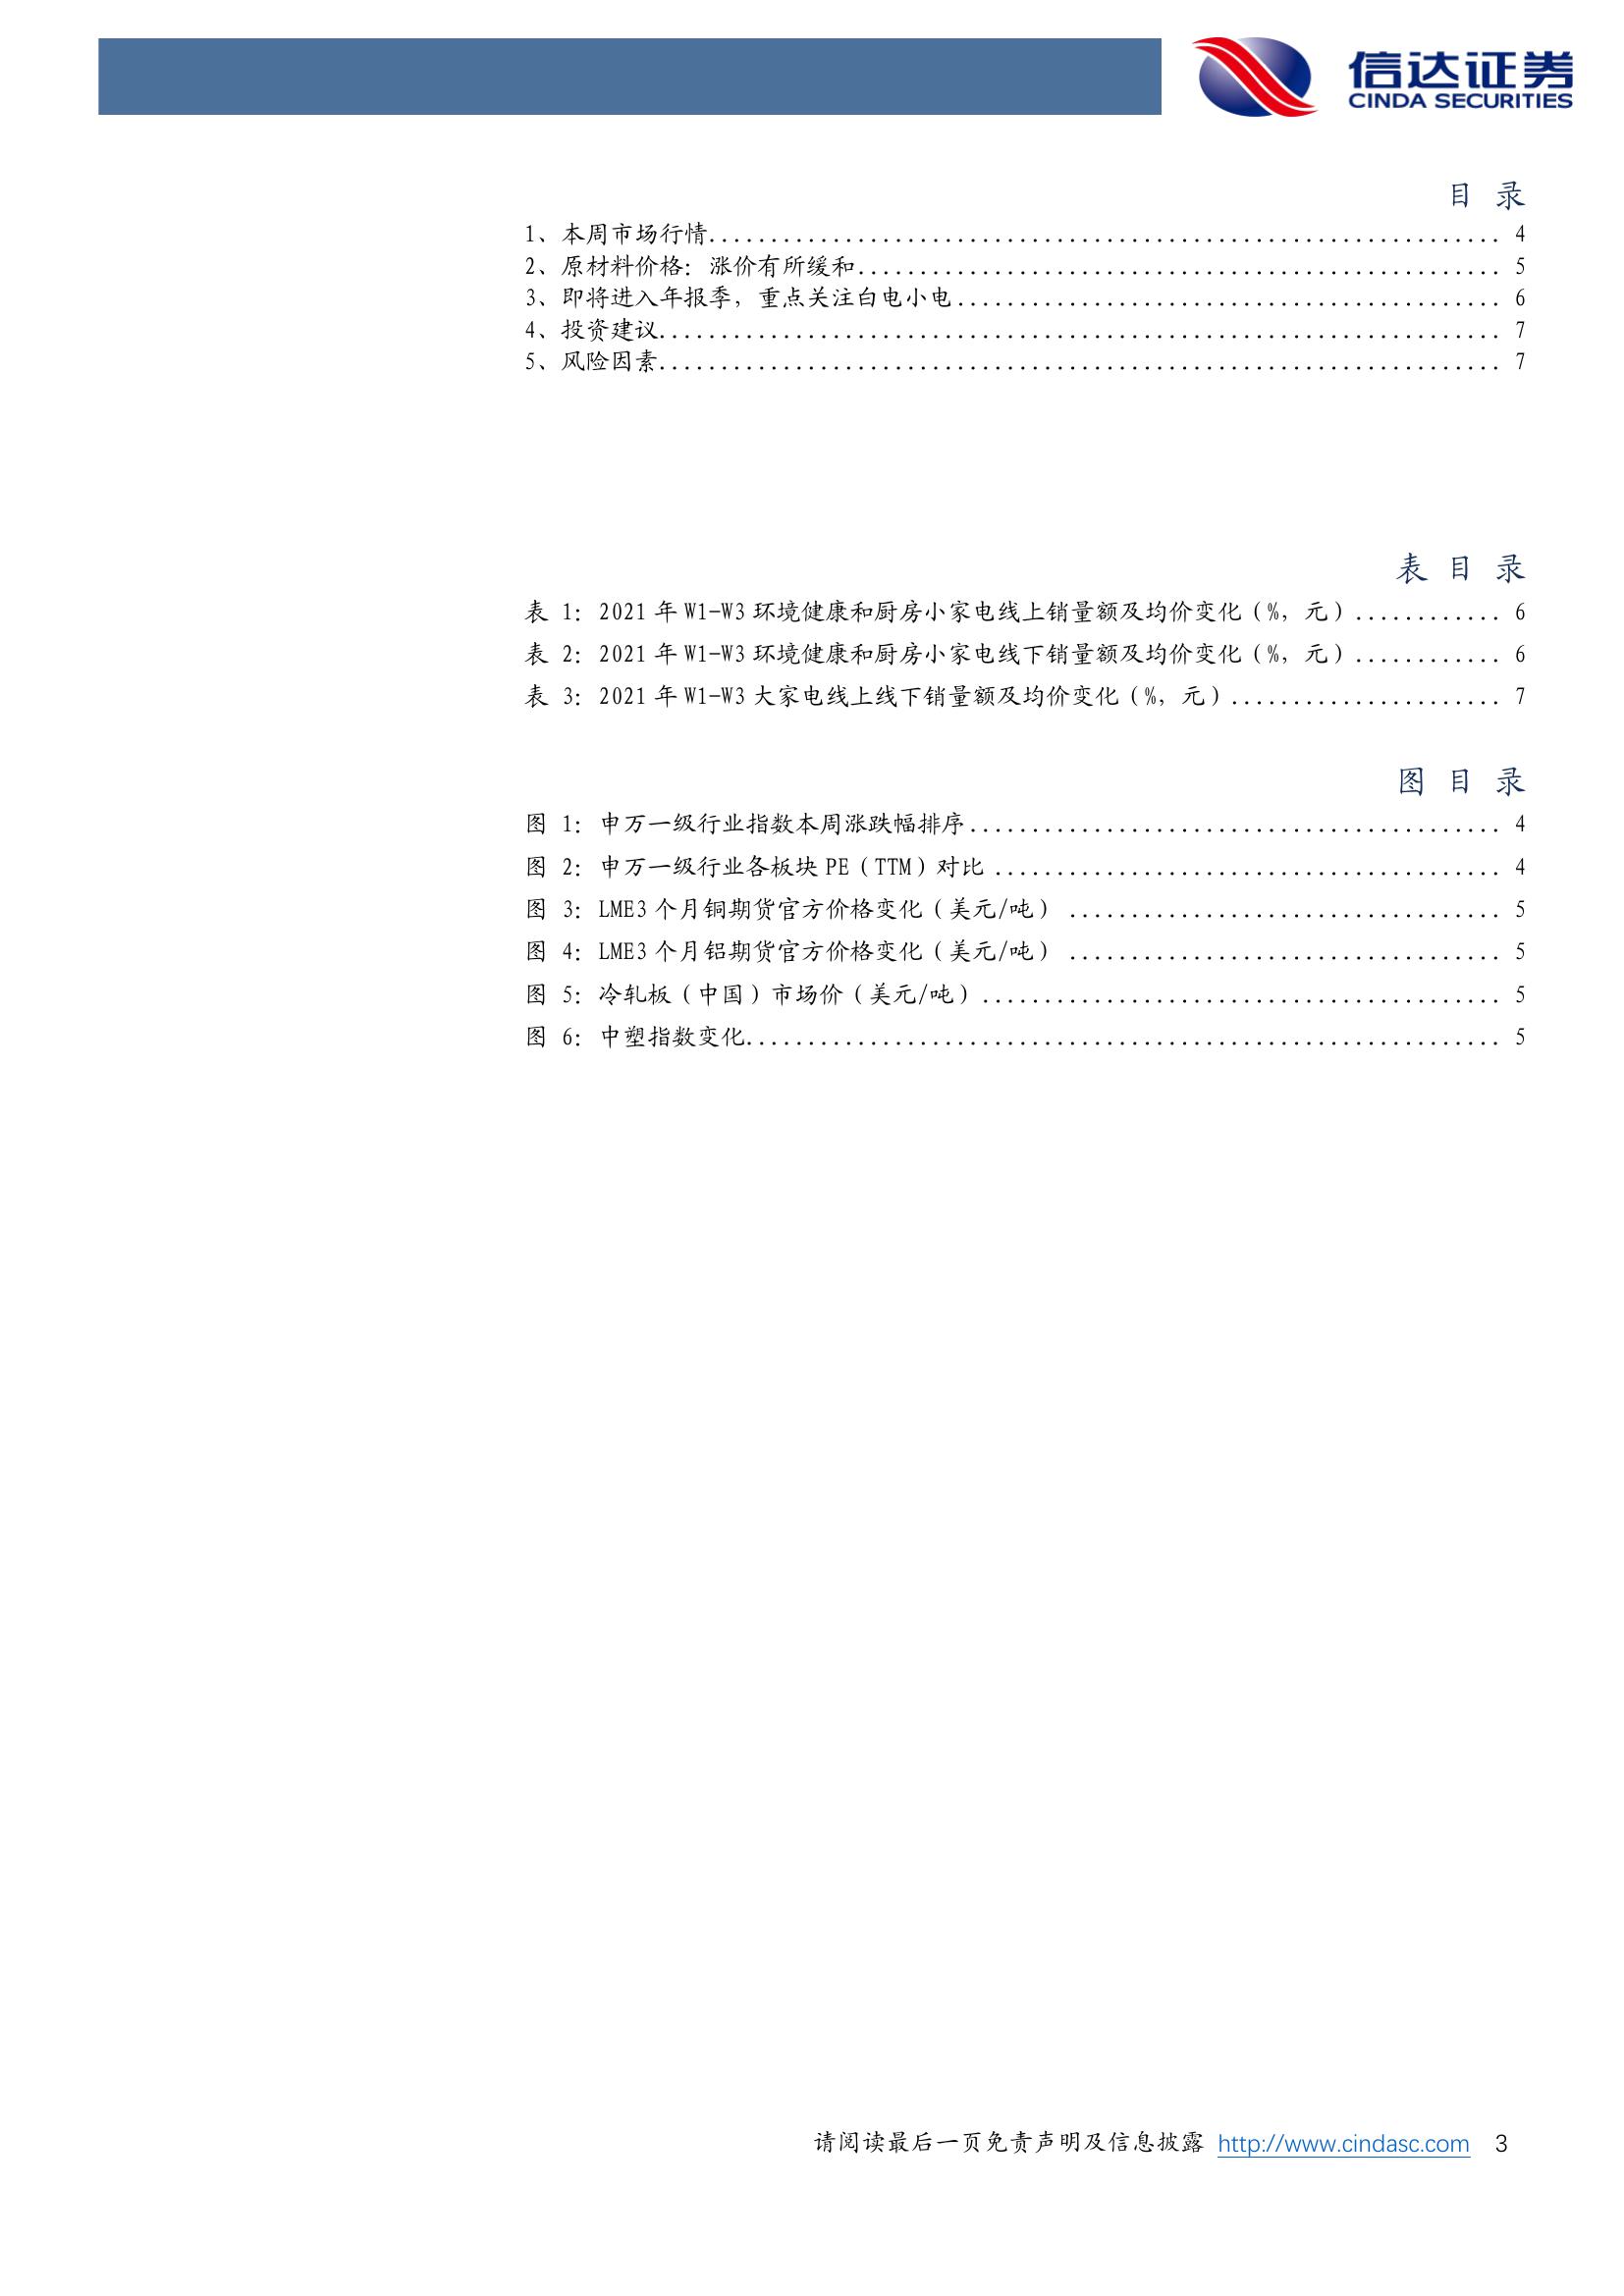 信达证券
CINDA SECURITIES
目 录
1、本周市场行情................................................................ 4
2、原材料价格：涨价有所缓和.................................................... 5
3、即将进入年报季，重点关注白电小电............................................ 6
4、投资建议.................................................................... 7
5、风险因素.................................................................... 7
表 目 录
表 1：2021 年 W1-W3 环境健康和厨房小家电线上销量额及均价变化（%，元）............ 6
表 2：2021 年 W1-W3 环境健康和厨房小家电线下销量额及均价变化（%，元）............ 6
表 3：2021 年 W1-W3 大家电线上线下销量额及均价变化（%，元）...................... 7
图 目 录
图 1：申万一级行业指数本周涨跌幅排序........................................... 4
图 2：申万一级行业各板块 PE（TTM）对比 ......................................... 4
图 3：LME3 个月铜期货官方价格变化（美元/吨） ................................... 5
图 4：LME3 个月铝期货官方价格变化（美元/吨） ................................... 5
图 5：冷轧板（中国）市场价（美元/吨）.......................................... 5
图 6：中塑指数变化............................................................. 5
请阅读最后一页免责声明及信息披露 http://www.cindasc.com 3